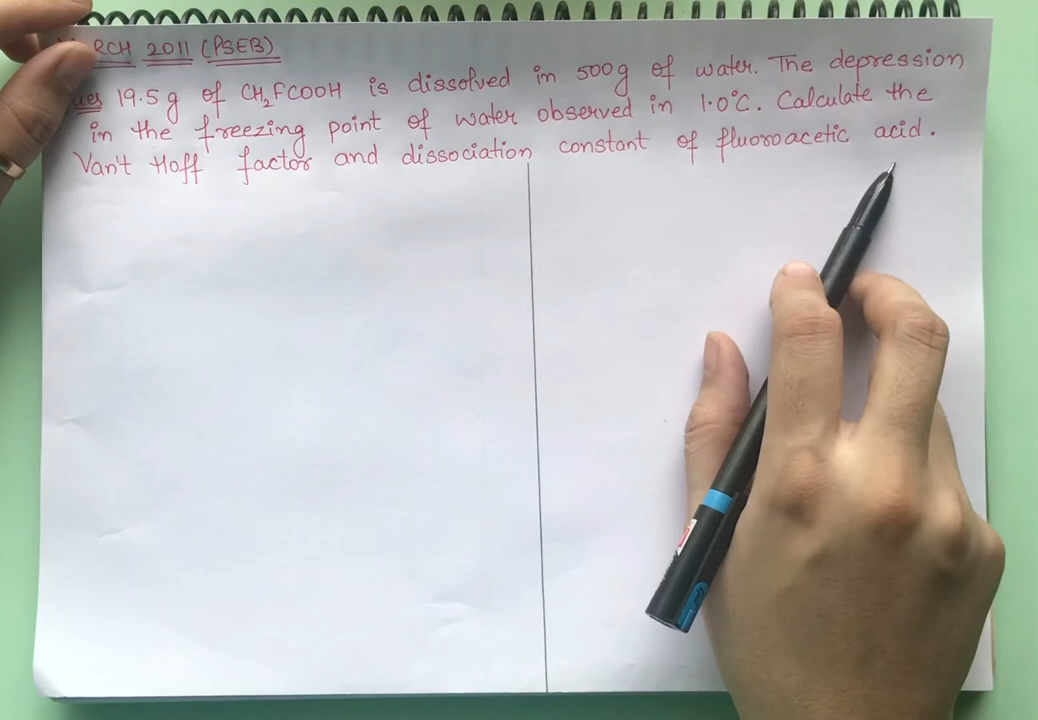 RCH 2011 (PSEB)
ues 19.5 g of CH₂FCOOH is dissolved in 500g of water. The depression
in the freezing point of water observed in 1.0°C. Calculate the
Van't Hoff factor and dissociation constant of fluoroacetic acid.